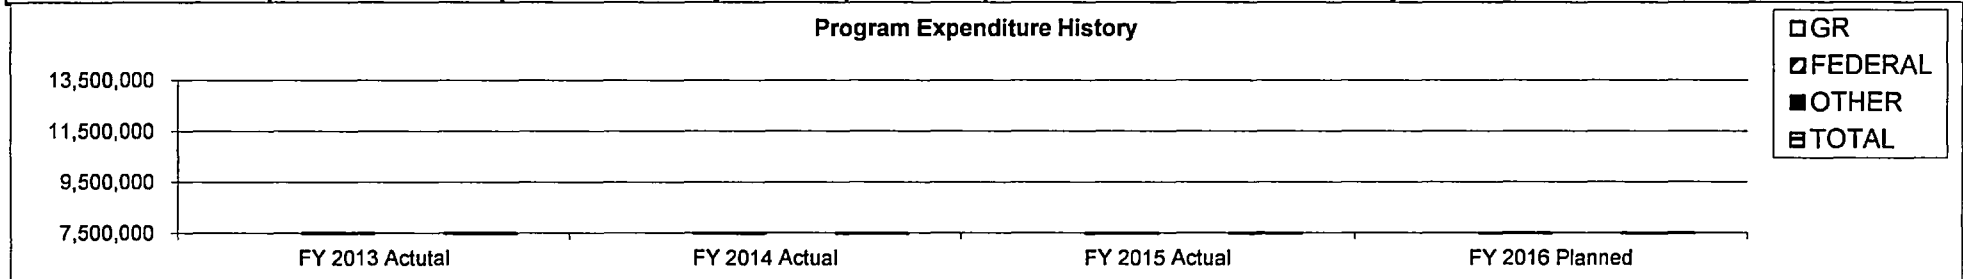 Program Expenditure History
GR
FEDERAL
OTHER
TOTAL
13,500,000
11,500,000
9,500,000
7,500,000
FY 2013 Actutal
FY 2014 Actual
FY 2015 Actual
FY 2016 Planned